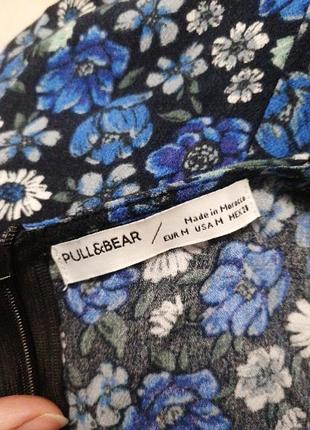 PULL&BEAR
Made in Morocco
EUR M USA M MEX 28